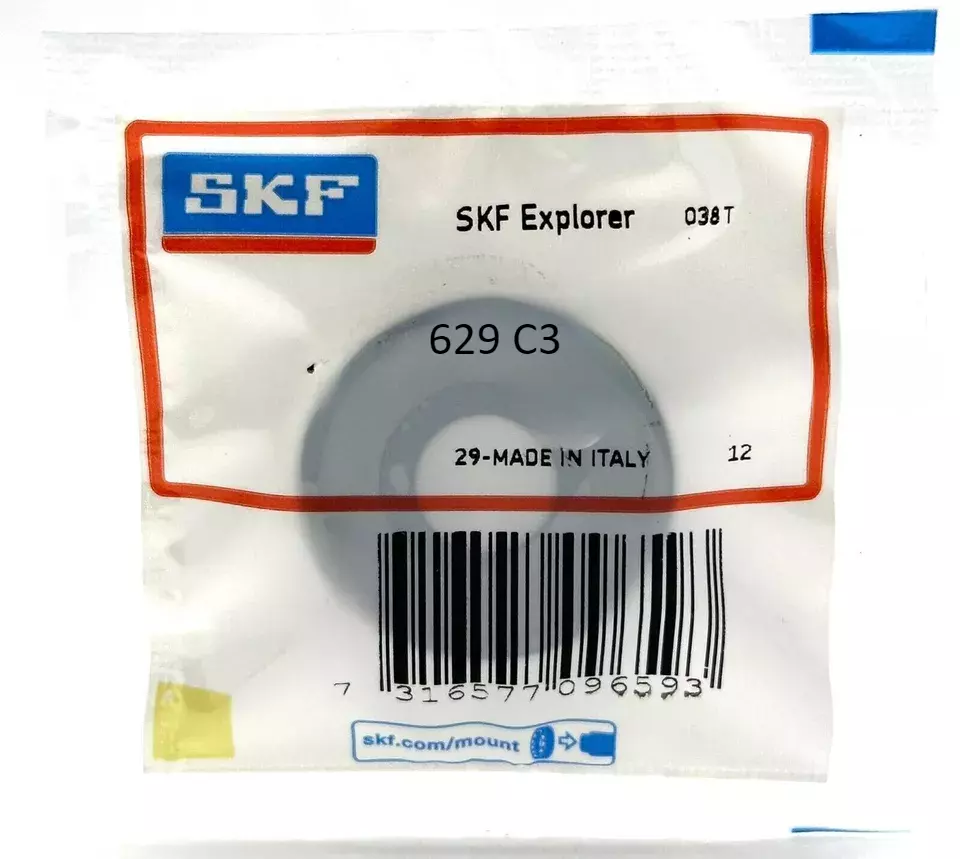 SKF
SKF Explorer 038T
629 C3
29-MADE IN ITALY 12
7 316577 096593
skf.com/mount